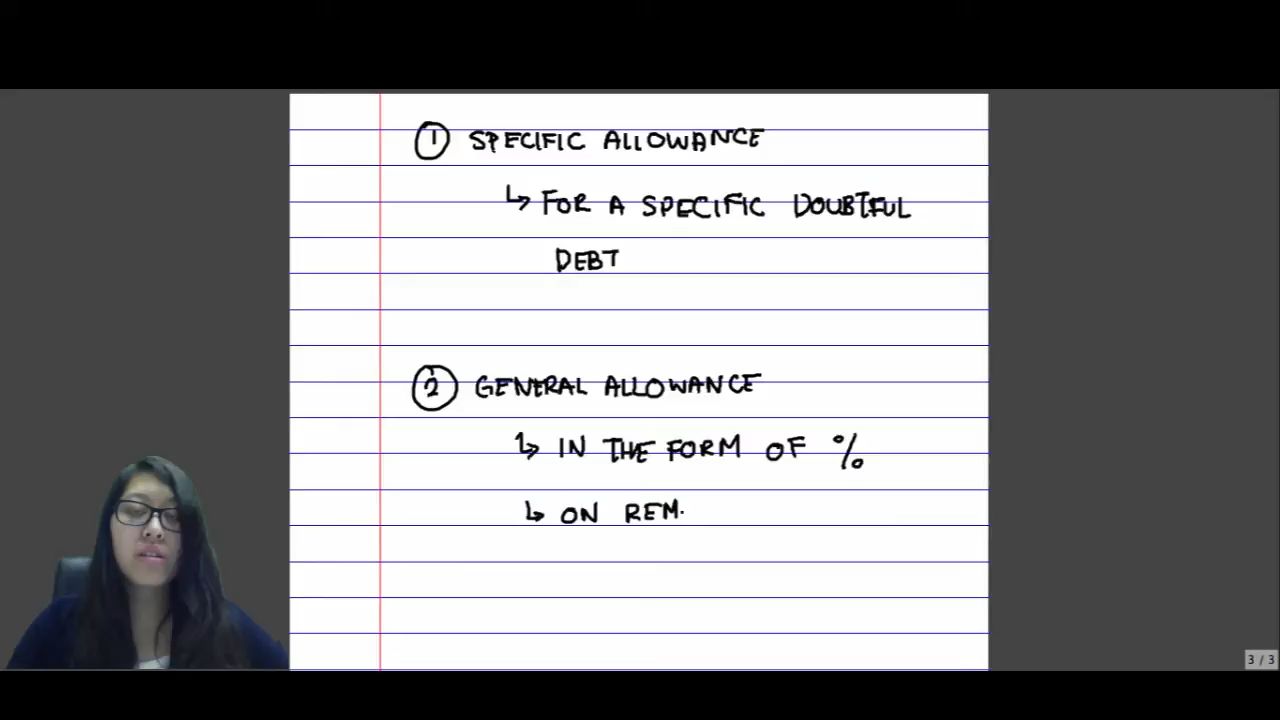 ① SPECIFIC ALLOWANCE
↳ FOR A SPECIFIC DOUBTFUL
DEBT
② GENERAL ALLOWANCE
↳ IN THE FORM OF %
↳ ON REM.
3 / 3